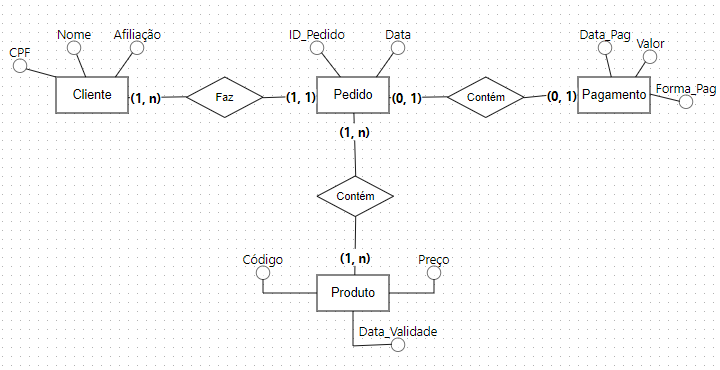 CPF
Nome
Afiliação
ID_Pedido
Data
Data_Pag
Valor
Forma_Pag
Cliente
(1, n)
Faz
(1, 1)
Pedido
(0, 1)
Contém
(0, 1)
Pagamento
(1, n)
Contém
(1, n)
Código
Preço
Produto
Data_Validade